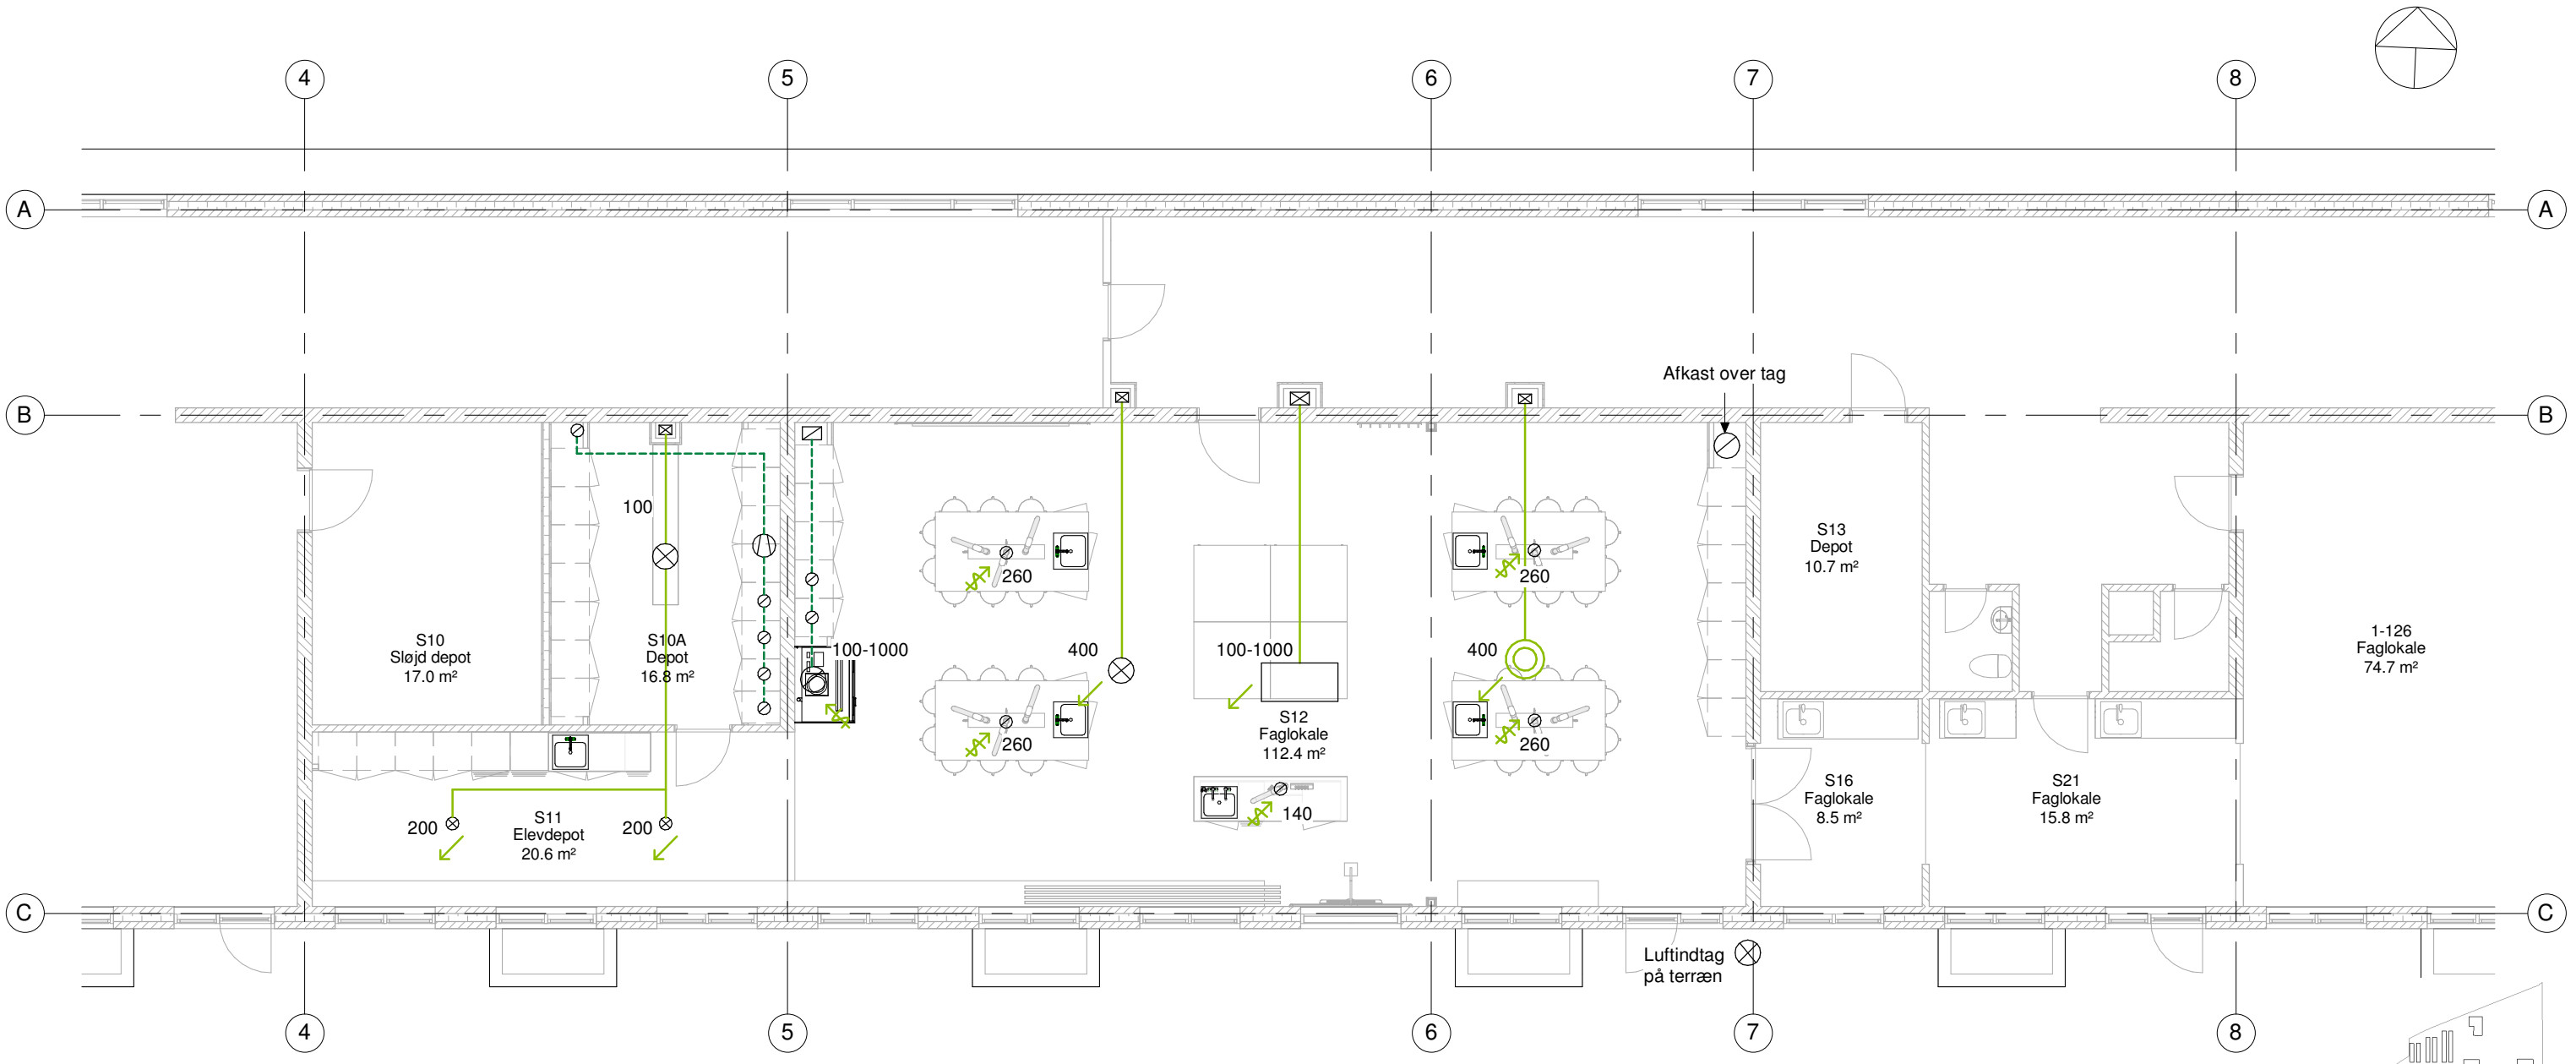 4
5
6
7
8
A
A
Afkast over tag
B
B
100
S13
Depot
10.7 m²
260
260
S10
Sløjd depot
17.0 m²
S10A
Depot
16.8 m²
100-1000
400
100-1000
400
1-126
Faglokale
74.7 m²
S12
Faglokale
112.4 m²
260
260
S16
Faglokale
8.5 m²
S21
Faglokale
15.8 m²
140
200
S11
Elevdepot
20.6 m²
200
C
C
Luftindtag
på terræn
4
5
6
7
8